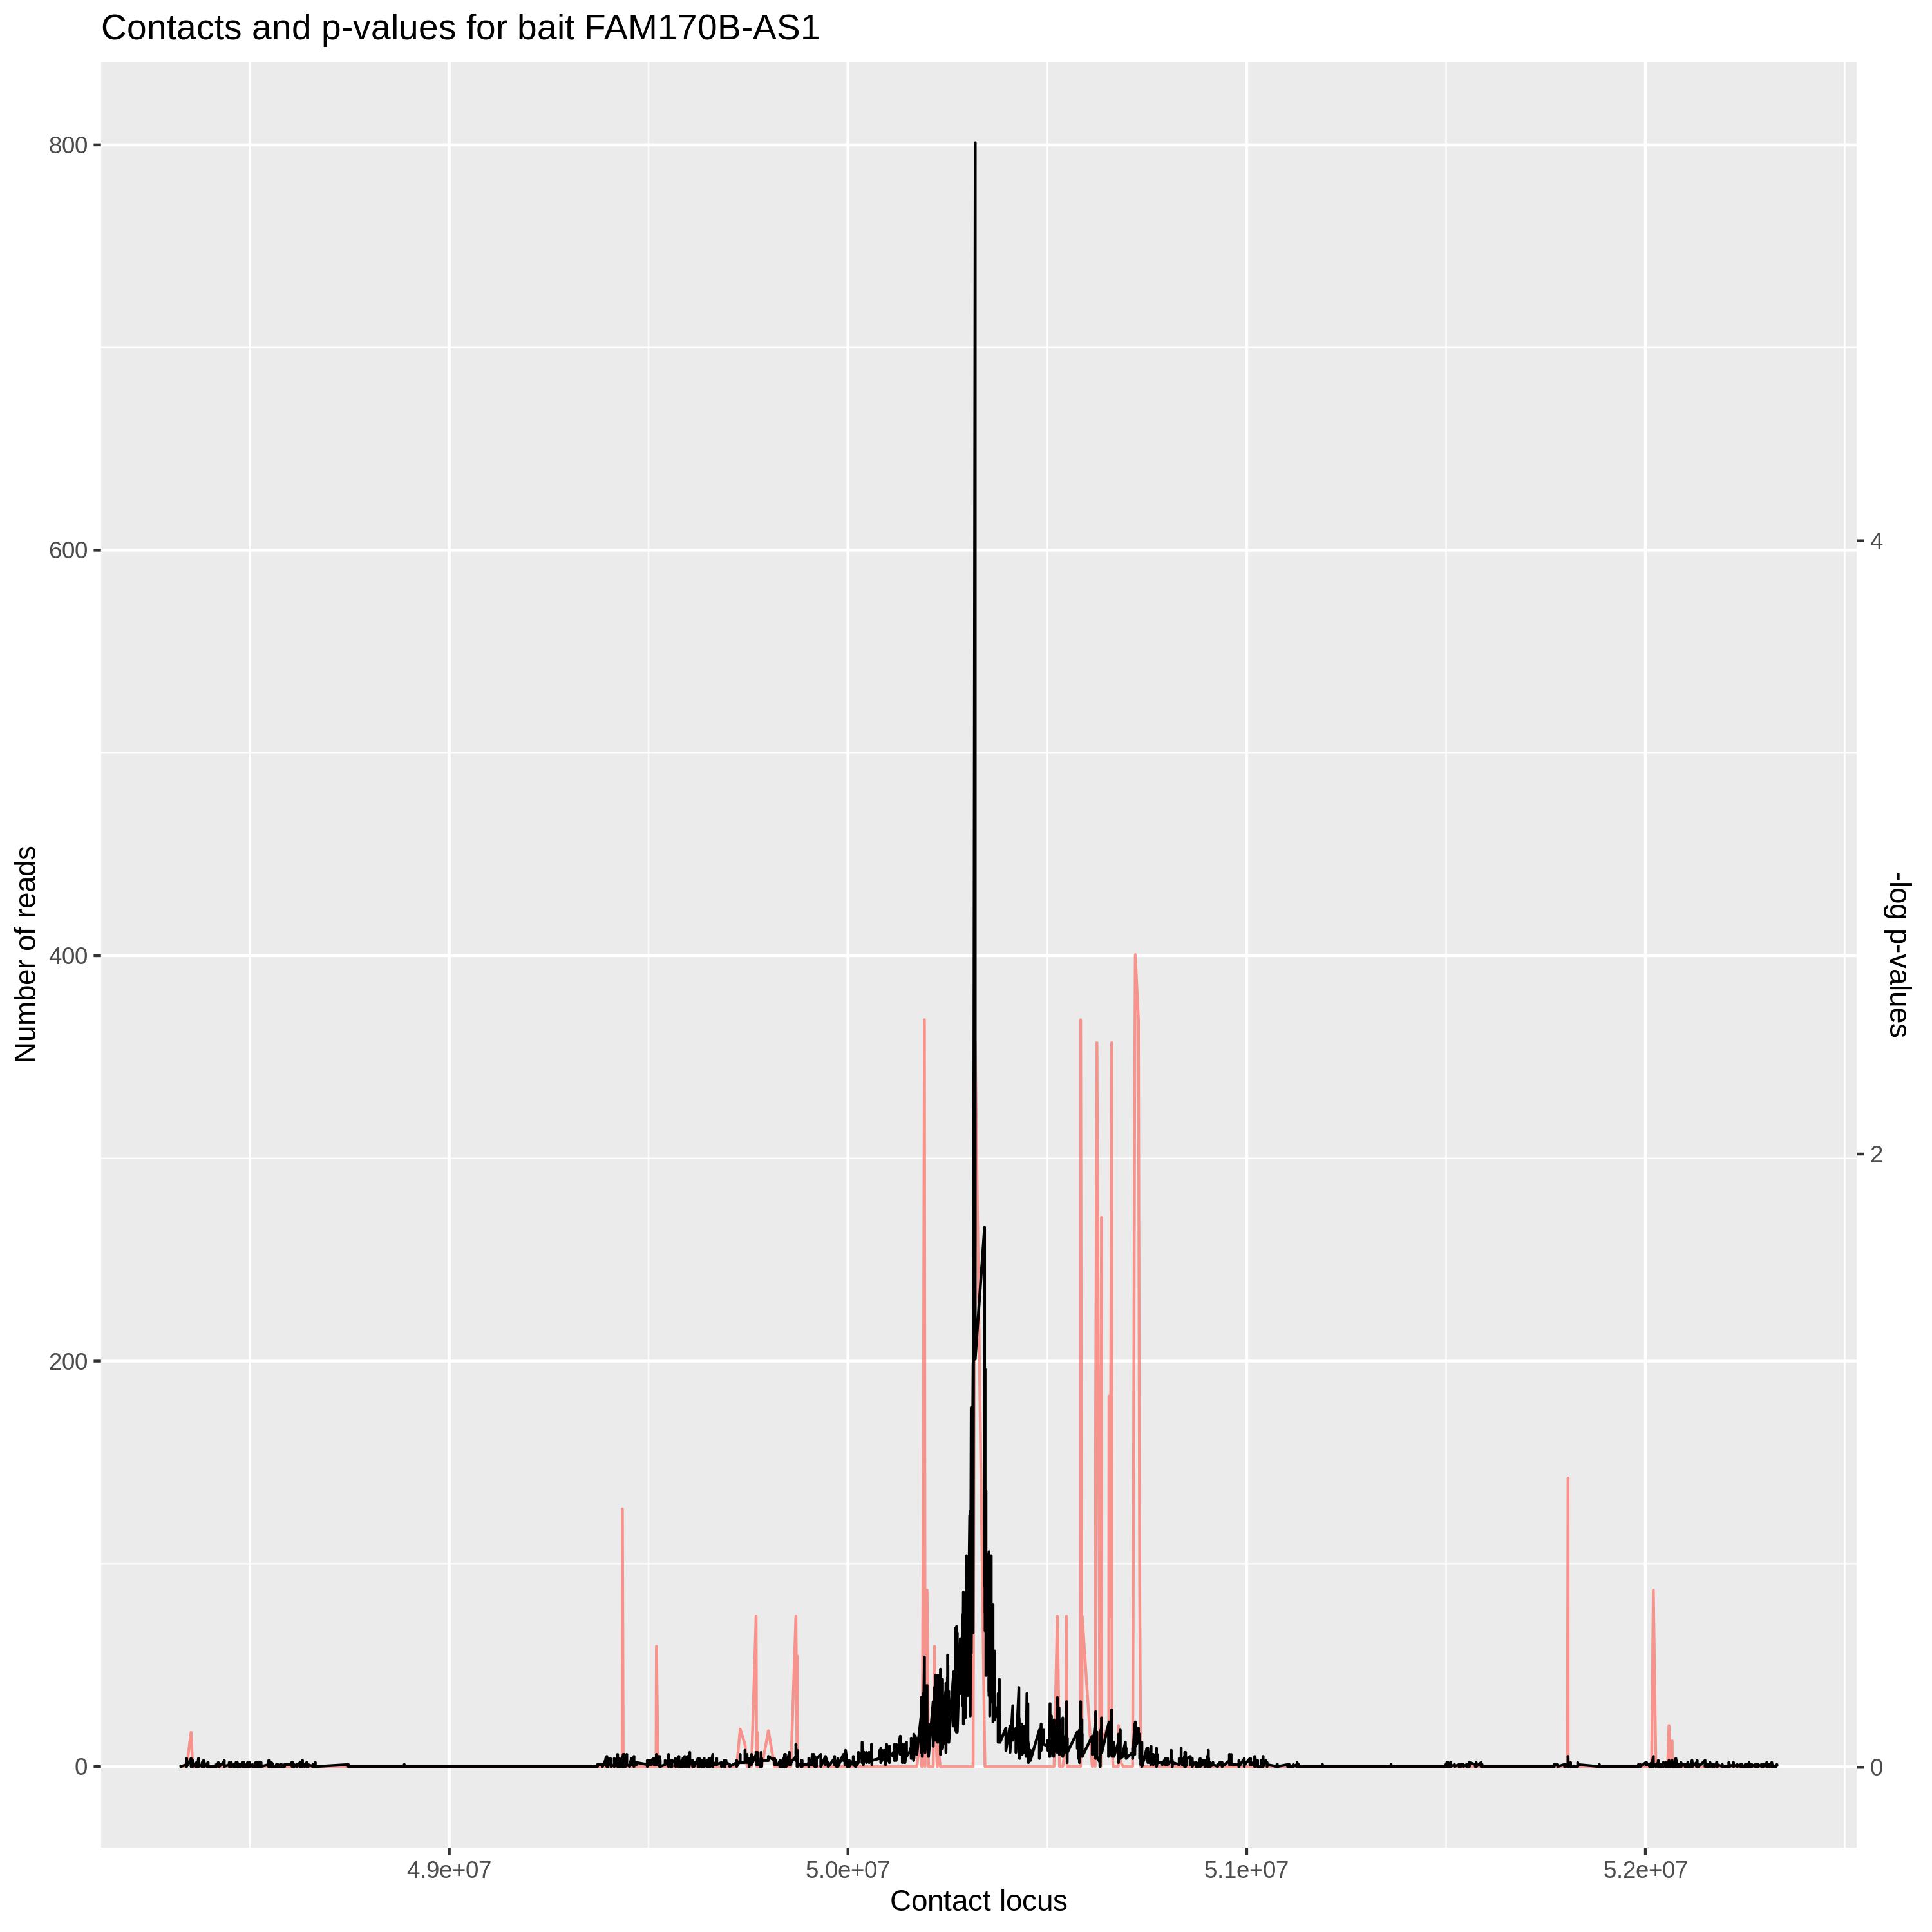 Contacts and p-values for bait FAM170B-AS1
800
600
400
200
0
Number of reads
4
2
0
-log p-values
4.9e+07
5.0e+07
5.1e+07
5.2e+07
Contact locus